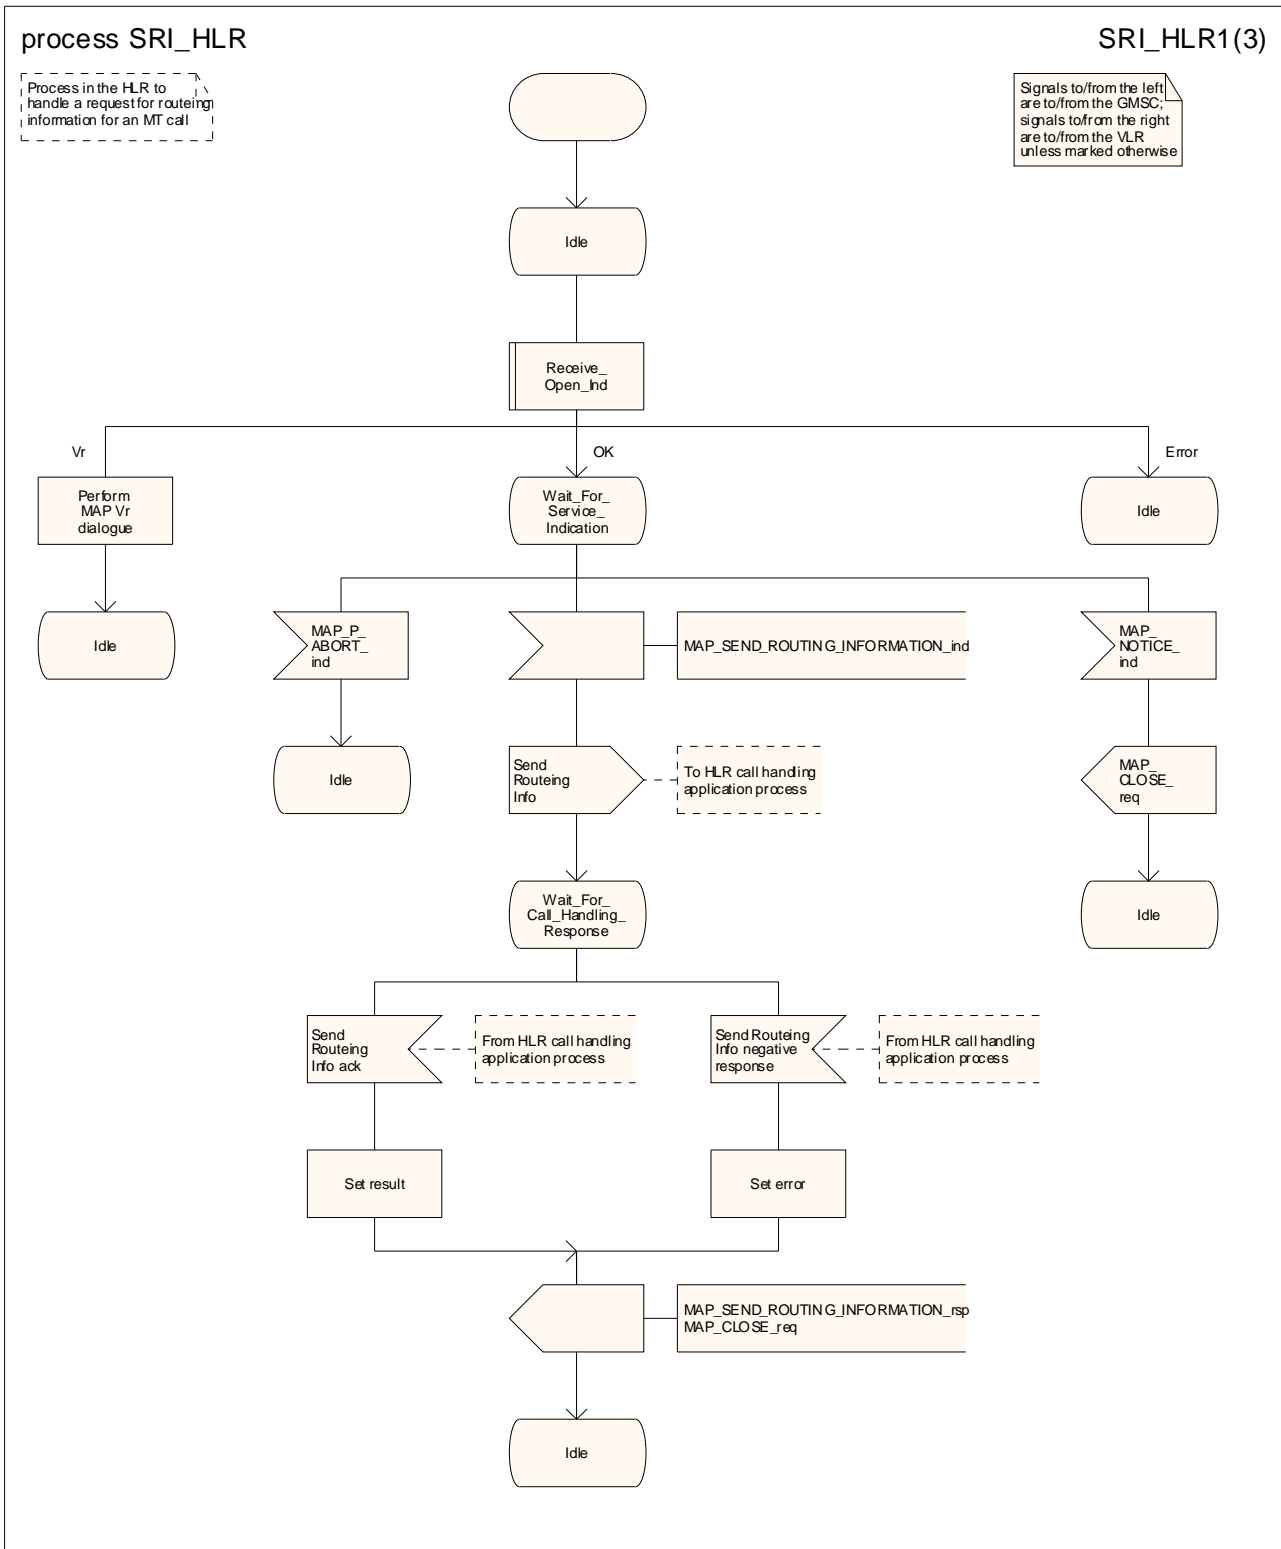 process SRI_HLR
SRI_HLR1(3)
Process in the HLR to
handle a request for routeing
information for an MT call
Signals to/from the left
are to/from the GMSC;
signals to/from the right
are to/from the VLR
unless marked otherwise
Idle
Receive_
Open_Ind
Vr
OK
Error
Perform
MAP Vr
dialogue
Wait_For_
Service_
Indication
Idle
Idle
MAP_P_
ABORT_
ind
MAP_SEND_ROUTING_INFORMATION_ind
MAP_
NOTICE_
ind
Idle
Send
Routeing
Info
To HLR call handling
application process
MAP_
CLOSE_
req
Wait_For_
Call_Handling_
Response
Idle
Send
Routeing
Info ack
From HLR call handling
application process
Send Routeing
Info negative
response
From HLR call handling
application process
Set result
Set error
MAP_SEND_ROUTING_INFORMATION_rsp
MAP_CLOSE_req
Idle